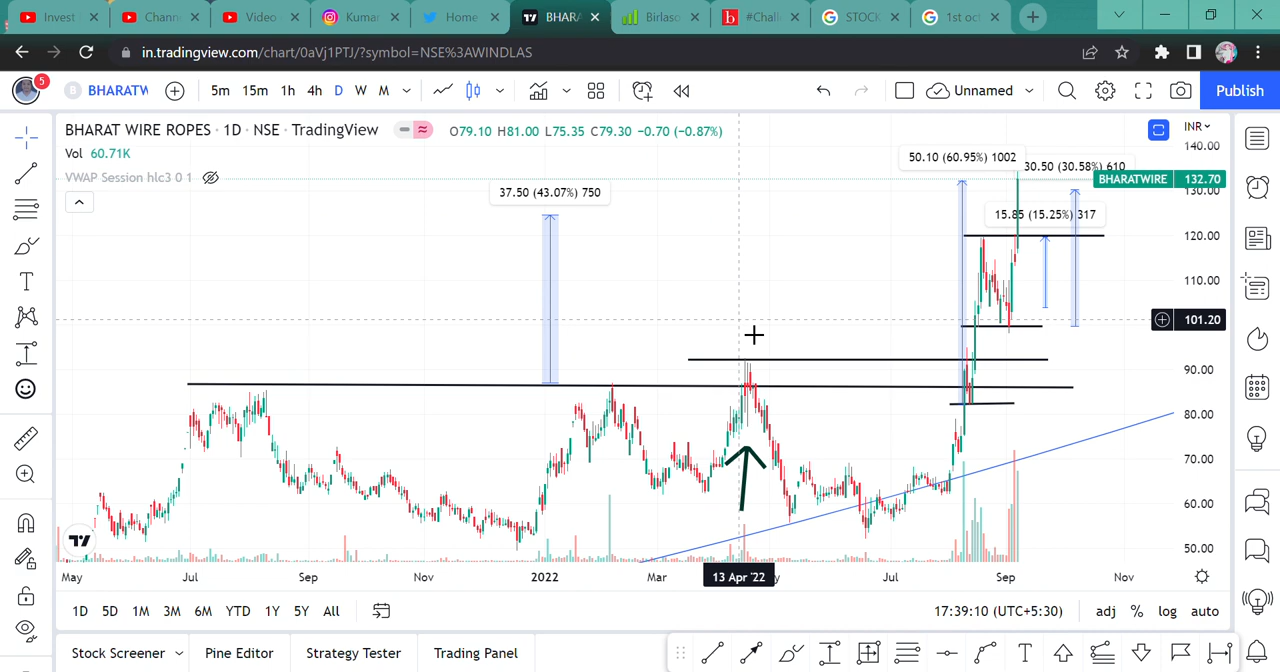 Invest
Chann
Video
Kumar
Home
BHARA
Birlaso
#Chall
STOCK
1st oct
in.tradingview.com/chart/0aVj1PTJ/?symbol=NSE%3AWINDLAS
5
BHARATW
5m 15m 1h 4h D W M
Unnamed
Publish
BHARAT WIRE ROPES · 1D · NSE · TradingView
O79.10 H81.00 L75.35 C79.30 −0.70 (−0.87%)
INR
Vol 60.71K
VWAP Session hlc3 0 1
50.10 (60.95%) 1002
30.50 (30.58%) 610
37.50 (43.07%) 750
15.85 (15.25%) 317
BHARATWIRE 132.70
140.00
130.00
120.00
110.00
101.20
90.00
80.00
70.00
60.00
50.00
May Jul Sep Nov 2022 Mar 13 Apr '22 Jul Sep Nov
1D 5D 1M 3M 6M YTD 1Y 5Y All
17:39:10 (UTC+5:30) adj % log auto
Stock Screener Pine Editor Strategy Tester Trading Panel